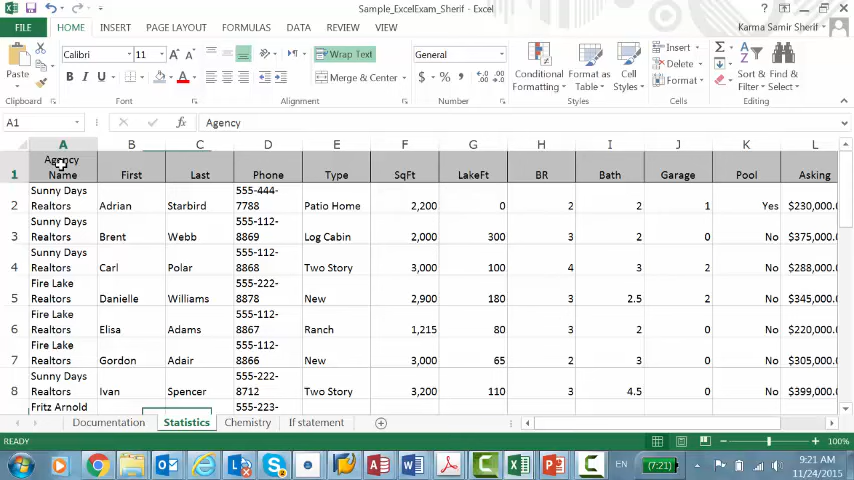 Sample_ExcelExam_Sherif - Excel
FILE HOME INSERT PAGE LAYOUT FORMULAS DATA REVIEW VIEW Karma Samir Sherif
Calibri 11 Wrap Text General Insert
Paste B I U Merge & Center $ % Conditional Formatting Format as Table Cell Styles Delete Format Sort & Filter Find & Select
Clipboard Font Alignment Number Styles Cells Editing
A1 fx Agency
A B C D E F G H I J K L
1 Agency Name First Last Phone Type SqFt LakeFt BR Bath Garage Pool Asking
2 Sunny Days Realtors Adrian Starbird 555-444-7788 Patio Home 2,200 0 2 2 1 Yes $230,000.
3 Sunny Days Realtors Brent Webb 555-112-8869 Log Cabin 2,000 300 3 2 0 No $375,000.
4 Sunny Days Realtors Carl Polar 555-112-8868 Two Story 3,000 100 4 3 2 No $288,000.
5 Fire Lake Realtors Danielle Williams 555-222-8878 New 2,900 180 3 2.5 2 No $345,000.
6 Fire Lake Realtors Elisa Adams 555-112-8867 Ranch 1,215 80 3 2 0 No $220,000.
7 Fire Lake Realtors Gordon Adair 555-112-8866 New 3,000 65 2 3 0 No $305,000.
8 Sunny Days Realtors Ivan Spencer 555-222-8712 Two Story 3,200 110 3 4.5 0 No $399,000.
Fritz Arnold 555-223-
Documentation Statistics Chemistry If statement
READY 100%
EN (7:21) 9:21 AM
11/24/2015